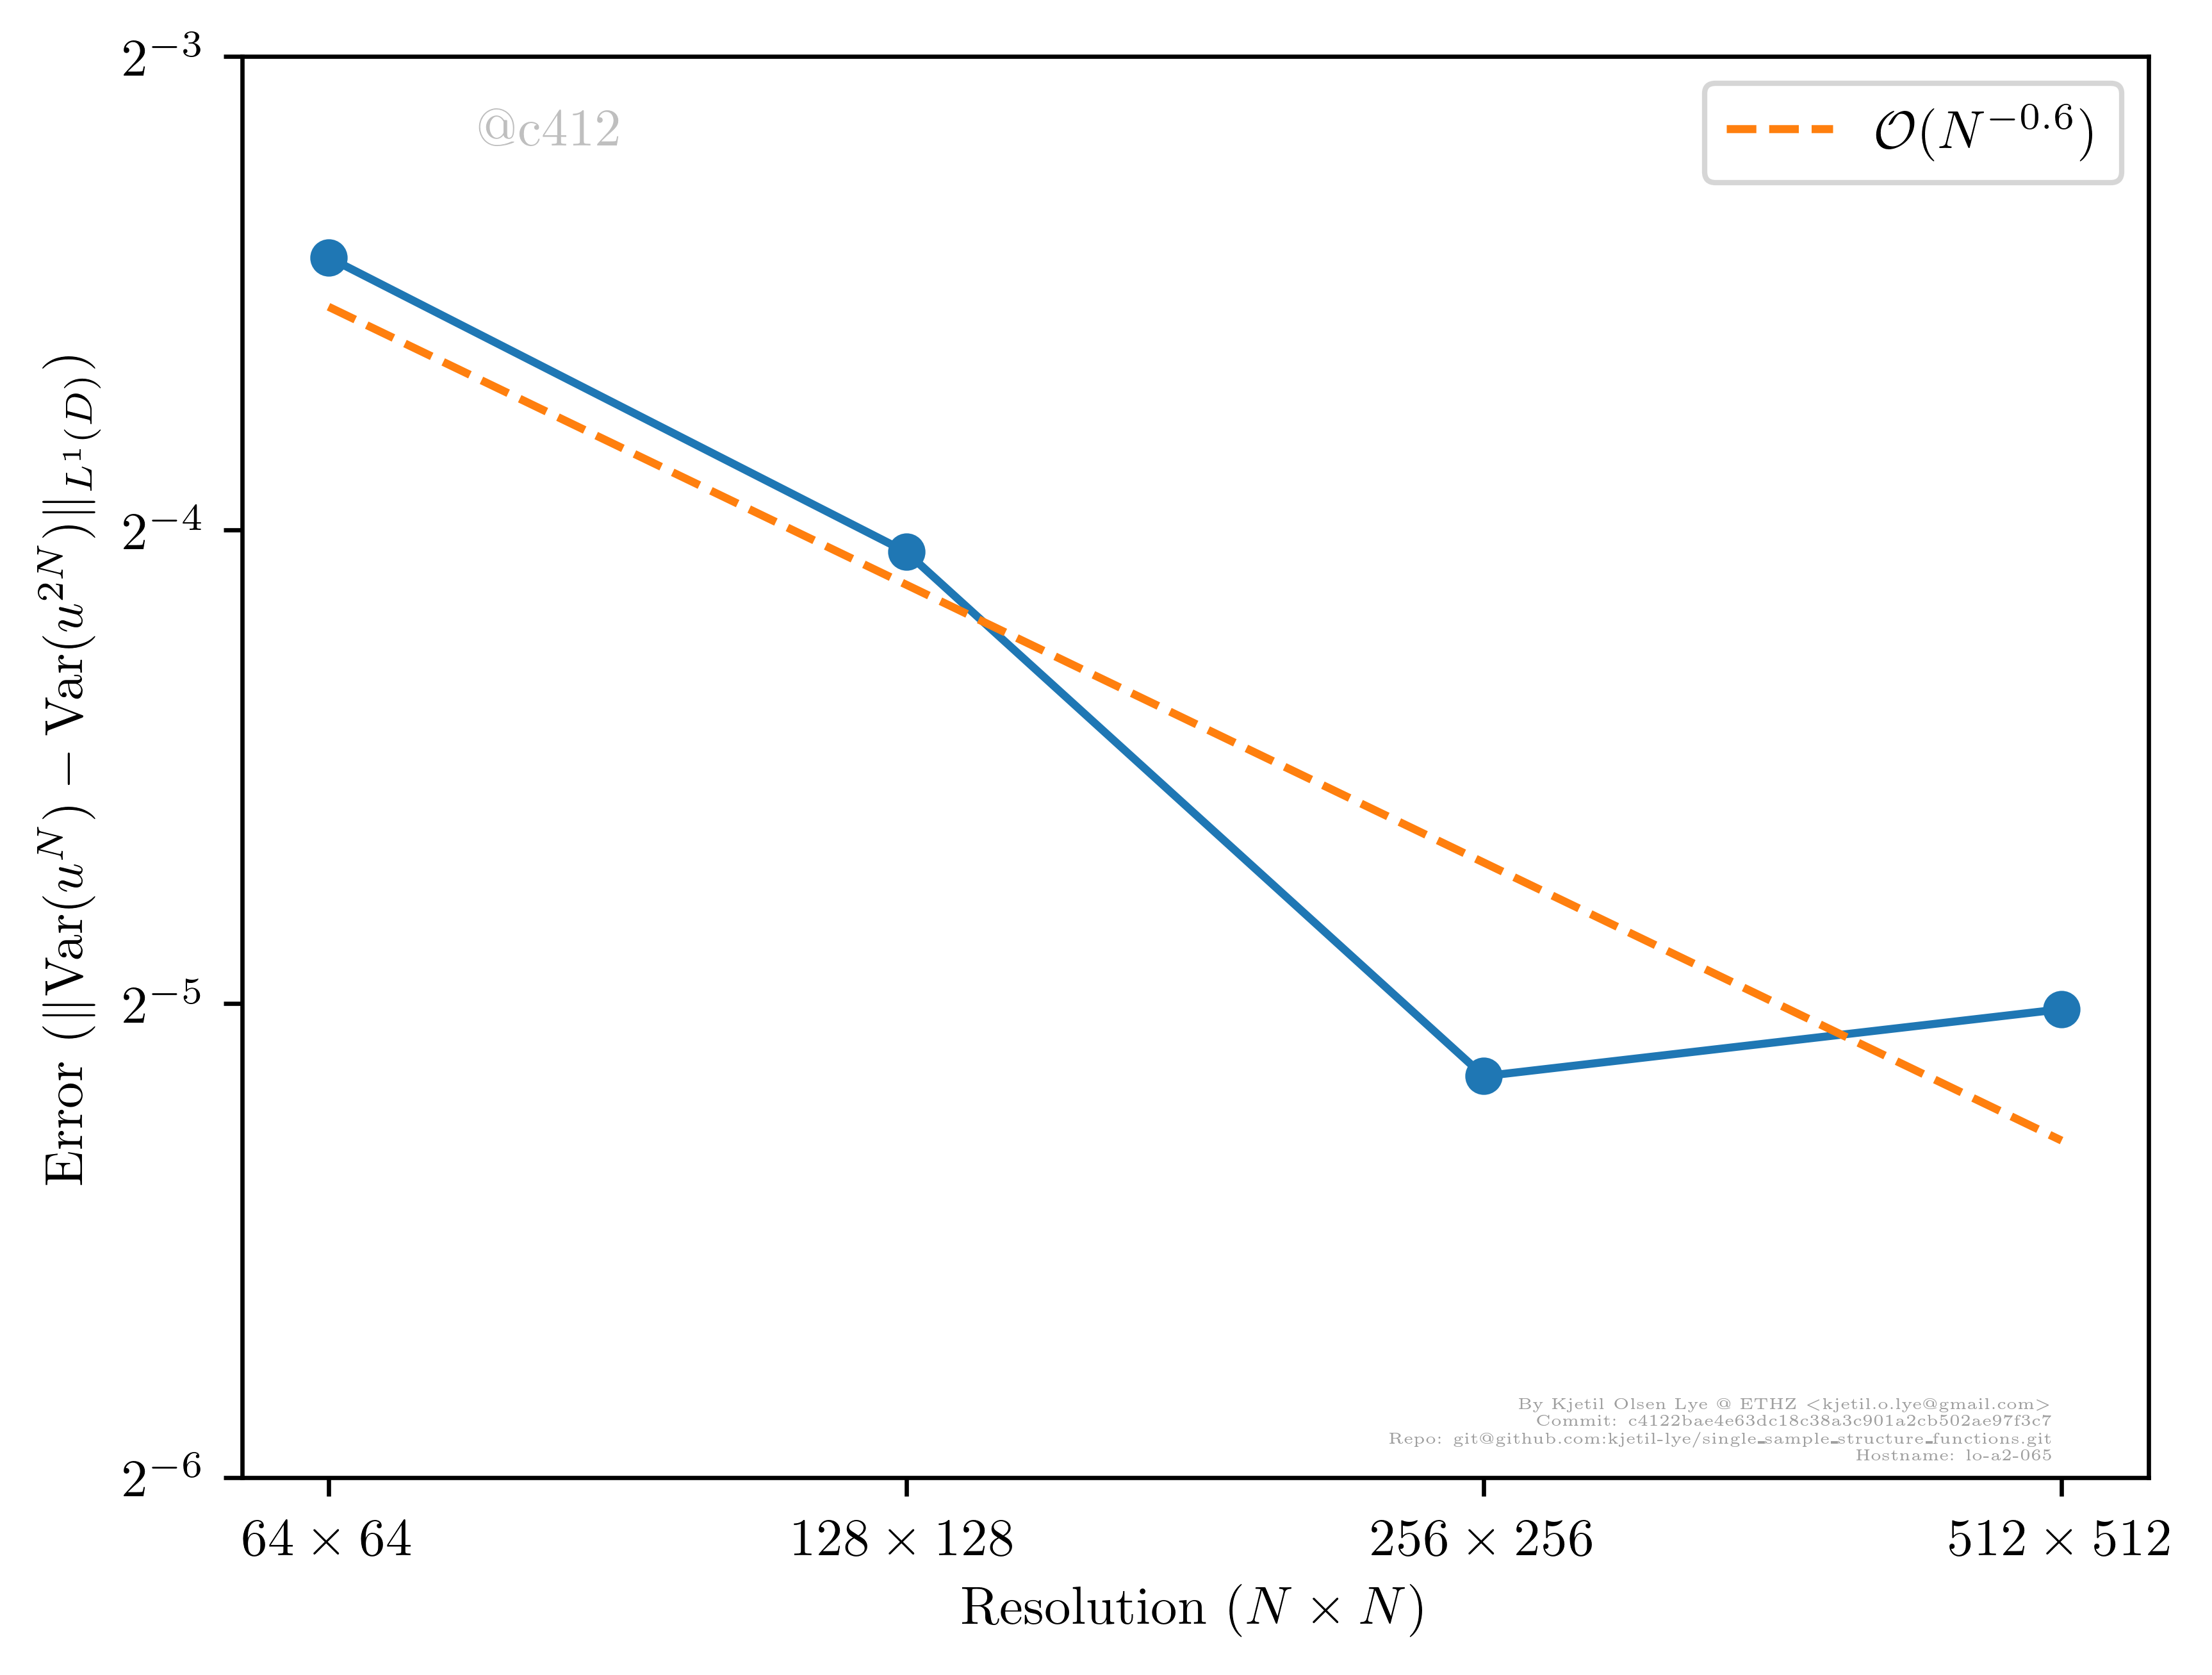 @c412
𝒪(N^{-0.6})
Error (||Var(u^N) − Var(u^{2N})||_{L^1(D)})
2^{-3}
2^{-4}
2^{-5}
2^{-6}
By Kjetil Olsen Lye @ ETHZ <kjetil.o.lye@gmail.com>
Commit: c4122bae4e63dc18c38a3c901a2cb502ae97f3c7
Repo: git@github.com:kjetil-lye/single_sample_structure_functions.git
Hostname: lo-a2-065
64 × 64
128 × 128
256 × 256
512 × 512
Resolution (N × N)